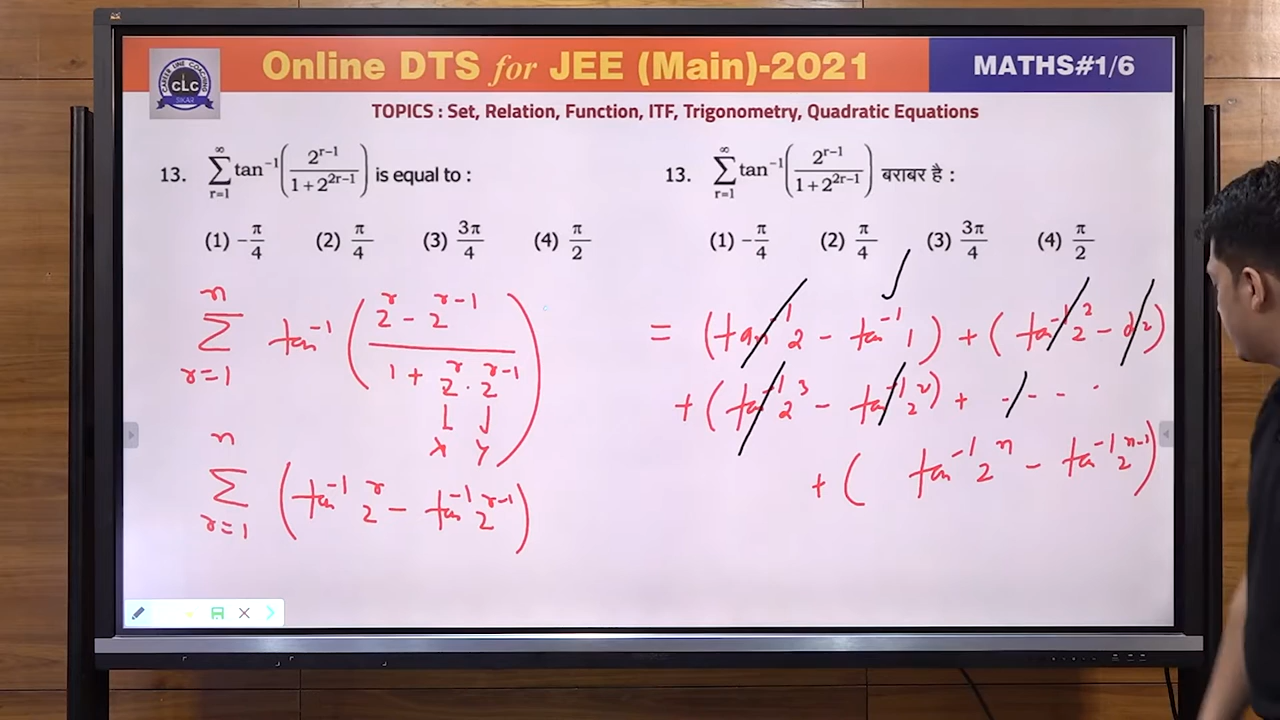 Online DTS for JEE (Main)-2021
MATHS#1/6
CAREER LINE COACHING
CLC
SIKAR
TOPICS : Set, Relation, Function, ITF, Trigonometry, Quadratic Equations
13. ∑_{r=1}^{∞} tan⁻¹(2^{r−1}/(1+2^{2r−1})) is equal to :
(1) −π/4 (2) π/4 (3) 3π/4 (4) π/2
∑_{r=1}^{n} tan⁻¹((2^r − 2^{r−1})/(1 + 2^r · 2^{r−1}))
x y
∑_{r=1}^{n} (tan⁻¹ 2^r − tan⁻¹ 2^{r−1})
13. ∑_{r=1}^{∞} tan⁻¹(2^{r−1}/(1+2^{2r−1})) बराबर है :
(1) −π/4 (2) π/4 (3) 3π/4 (4) π/2
= (tan⁻¹ 2 − tan⁻¹ 1) + (tan⁻¹ 2² − 2)
+ (tan⁻¹ 2³ − tan⁻¹ 2²) + - - - -
+ (tan⁻¹ 2^n − tan⁻¹ 2^{n−1})